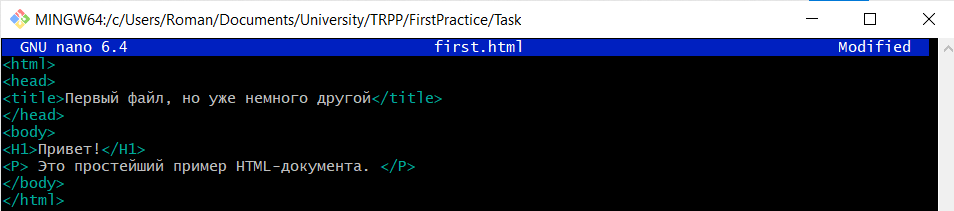 MINGW64:/c/Users/Roman/Documents/University/TRPP/FirstPractice/Task
GNU nano 6.4 first.html Modified
<html>
<head>
<title>Первый файл, но уже немного другой</title>
</head>
<body>
<H1>Привет!</H1>
<P> Это простейший пример HTML-документа. </P>
</body>
</html>